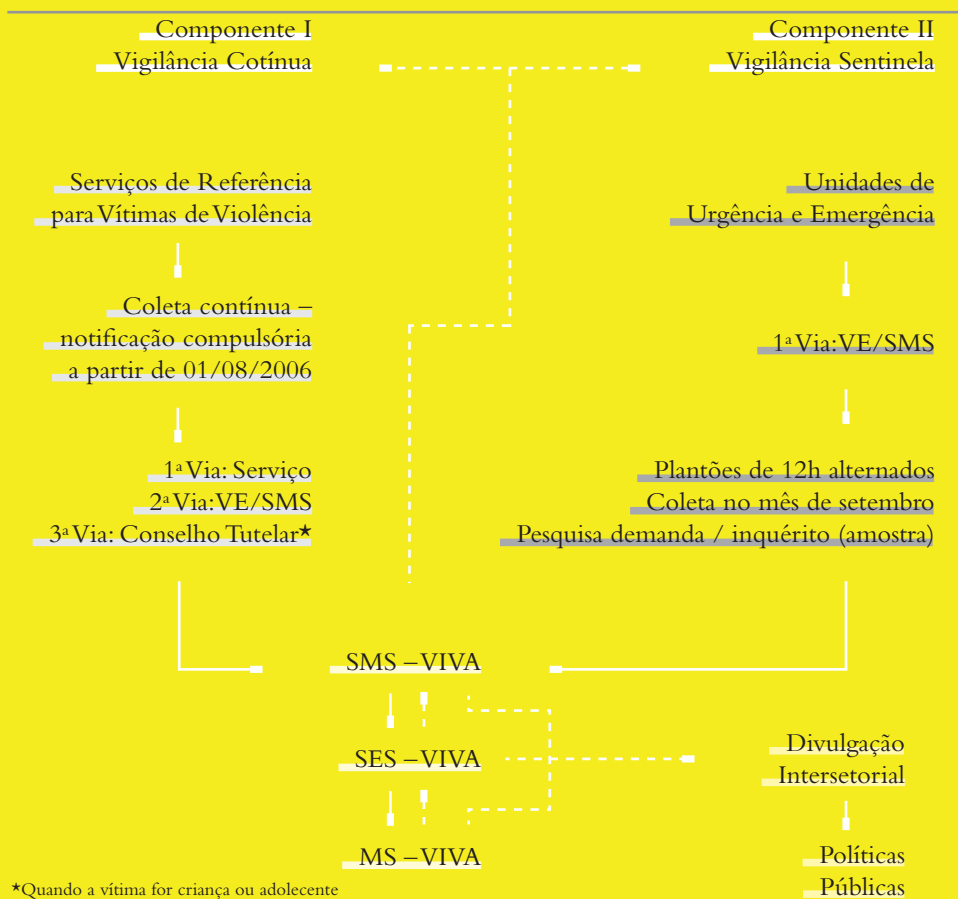 Componente I
Vigilância Cotínua
Componente II
Vigilância Sentinela
Serviços de Referência
para Vítimas de Violência
Unidades de
Urgência e Emergência
Coleta contínua –
notificação compulsória
a partir de 01/08/2006
1ª Via: VE/SMS
1ª Via: Serviço
2ª Via: VE/SMS
3ª Via: Conselho Tutelar★
Plantões de 12h alternados
Coleta no mês de setembro
Pesquisa demanda / inquérito (amostra)
SMS – VIVA
SES – VIVA
MS – VIVA
Divulgação
Intersetorial
Políticas
Públicas
★Quando a vítima for criança ou adolecente